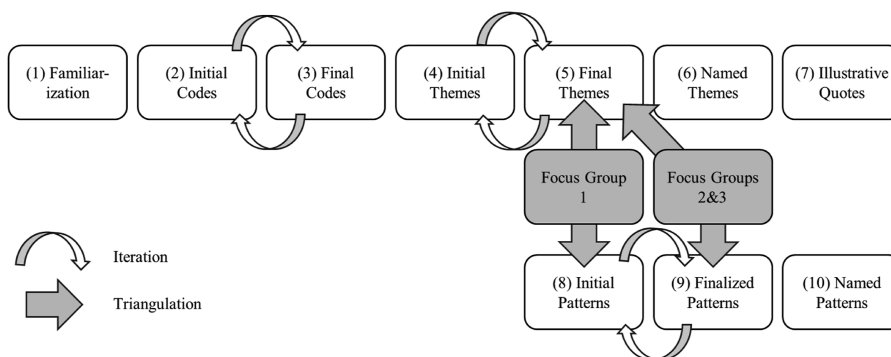 (1) Familiar-
ization
(2) Initial
Codes
(3) Final
Codes
(4) Initial
Themes
(5) Final
Themes
(6) Named
Themes
(7) Illustrative
Quotes
Focus Group
1
Focus Groups
2&3
Iteration
Triangulation
(8) Initial
Patterns
(9) Finalized
Patterns
(10) Named
Patterns